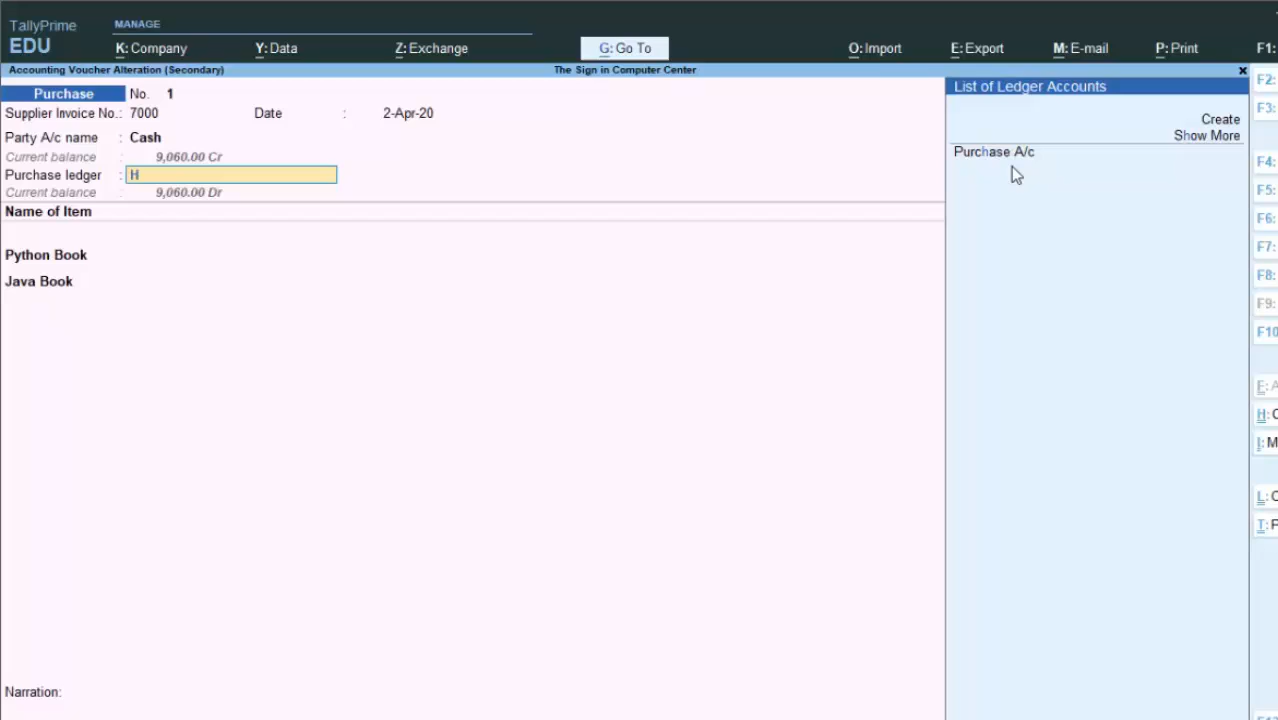 TallyPrime
MANAGE
EDU
K: Company
Y: Data
Z: Exchange
G: Go To
O: Import
E: Export
M: E-mail
P: Print
F1:
Accounting Voucher Alteration (Secondary)
The Sign in Computer Center
Purchase No. 1
Supplier Invoice No.: 7000 Date : 2-Apr-20
Party A/c name : Cash
Current balance : 9,060.00 Cr
Purchase ledger : H
Current balance : 9,060.00 Dr
Name of Item
Python Book
Java Book
Narration:
List of Ledger Accounts
Create
Show More
Purchase A/c
F2:
F3:
F4:
F5:
F6:
F7:
F8:
F9:
F10
F: A
H: C
I: M
L: O
T: F